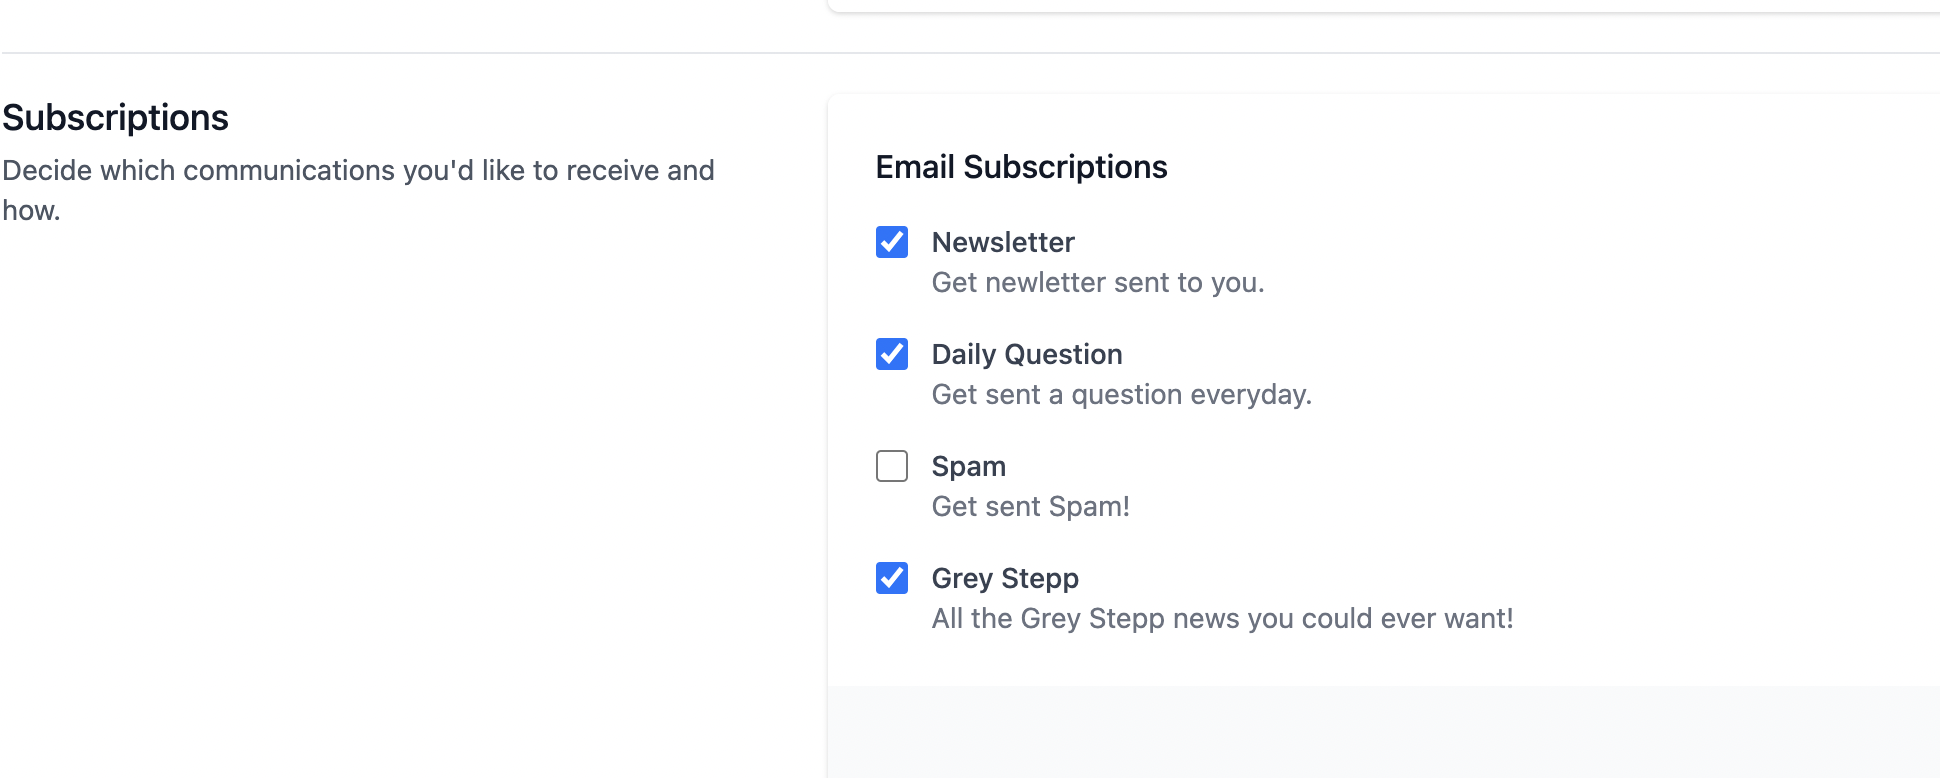 Subscriptions
Decide which communications you'd like to receive and
how.
Email Subscriptions
Newsletter
Get newletter sent to you.
Daily Question
Get sent a question everyday.
Spam
Get sent Spam!
Grey Stepp
All the Grey Stepp news you could ever want!